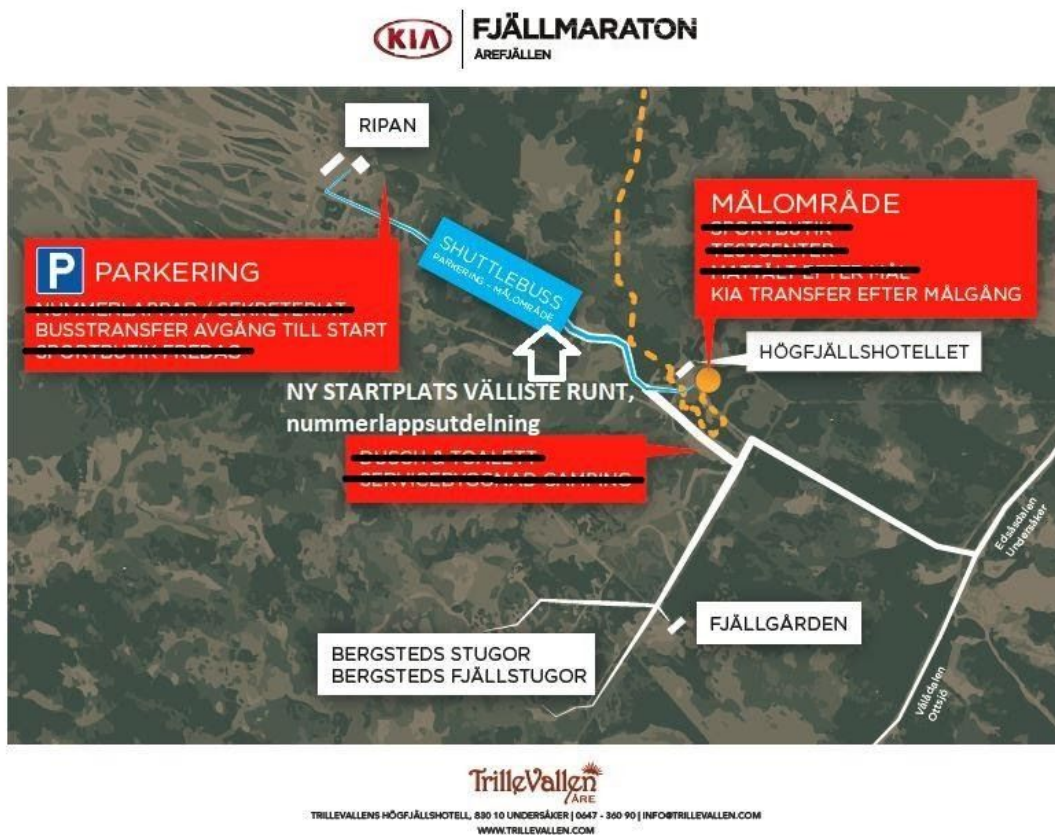 KIA
FJÄLLMARATON
ÅREFJÄLLEN
RIPAN
MÅLOMRÅDE
SPORTBUTIK
TESTCENTER
MATTÄLT EFTER MÅL
KIA TRANSFER EFTER MÅLGÅNG
SHUTTLEBUSS
PARKERING - MÅLOMRÅDE
P PARKERING
NUMMERLAPPAR / SEKRETERIAT
BUSSTRANSFER AVGÅNG TILL START
SPORTBUTIK FREDAG
HÖGFJÄLLSHOTELLET
NY STARTPLATS VÄLLISTE RUNT,
nummerlappsutdelning
DUSCH & TOALETT
SERVICEBYGGNAD CAMPING
Edsåsdalen
Undersåker
FJÄLLGÅRDEN
BERGSTEDS STUGOR
BERGSTEDS FJÄLLSTUGOR
Vålådalen
Ottsjö
TrilleVallen
ÅRE
TRILLEVALLENS HÖGFJÄLLSHOTELL, 830 10 UNDERSÅKER | 0647 - 360 90 | INFO@TRILLEVALLEN.COM
WWW.TRILLEVALLEN.COM